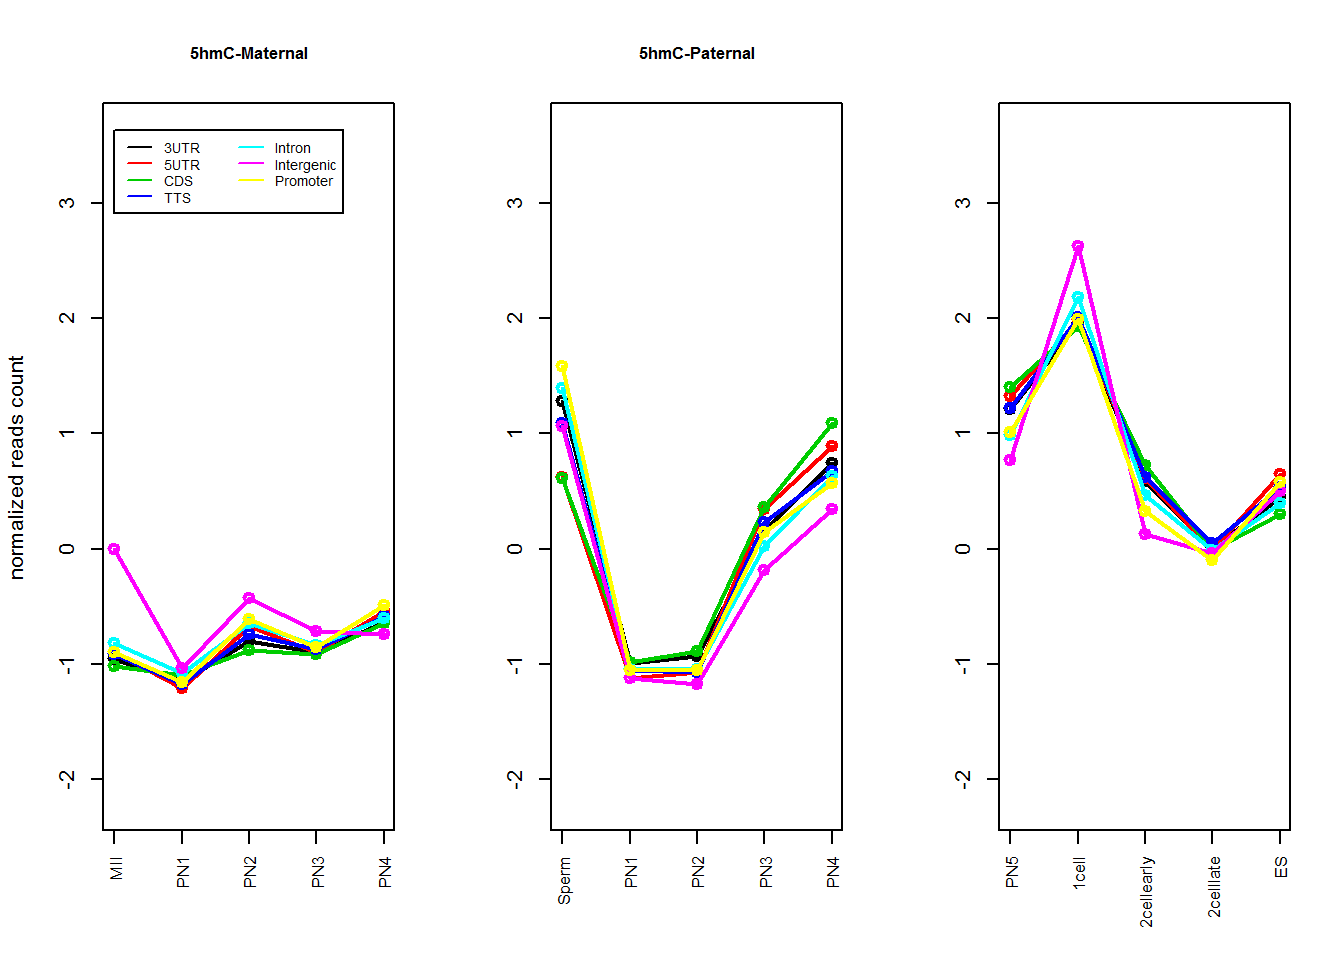 5hmC-Maternal
5hmC-Paternal
3UTR
5UTR
CDS
TTS
Intron
Intergenic
Promoter
normalized reads count
3
2
1
0
-1
-2
MII
PN1
PN2
PN3
PN4
3
2
1
0
-1
-2
Sperm
PN1
PN2
PN3
PN4
3
2
1
0
-1
-2
PN5
1cell
2cellearly
2celllate
ES